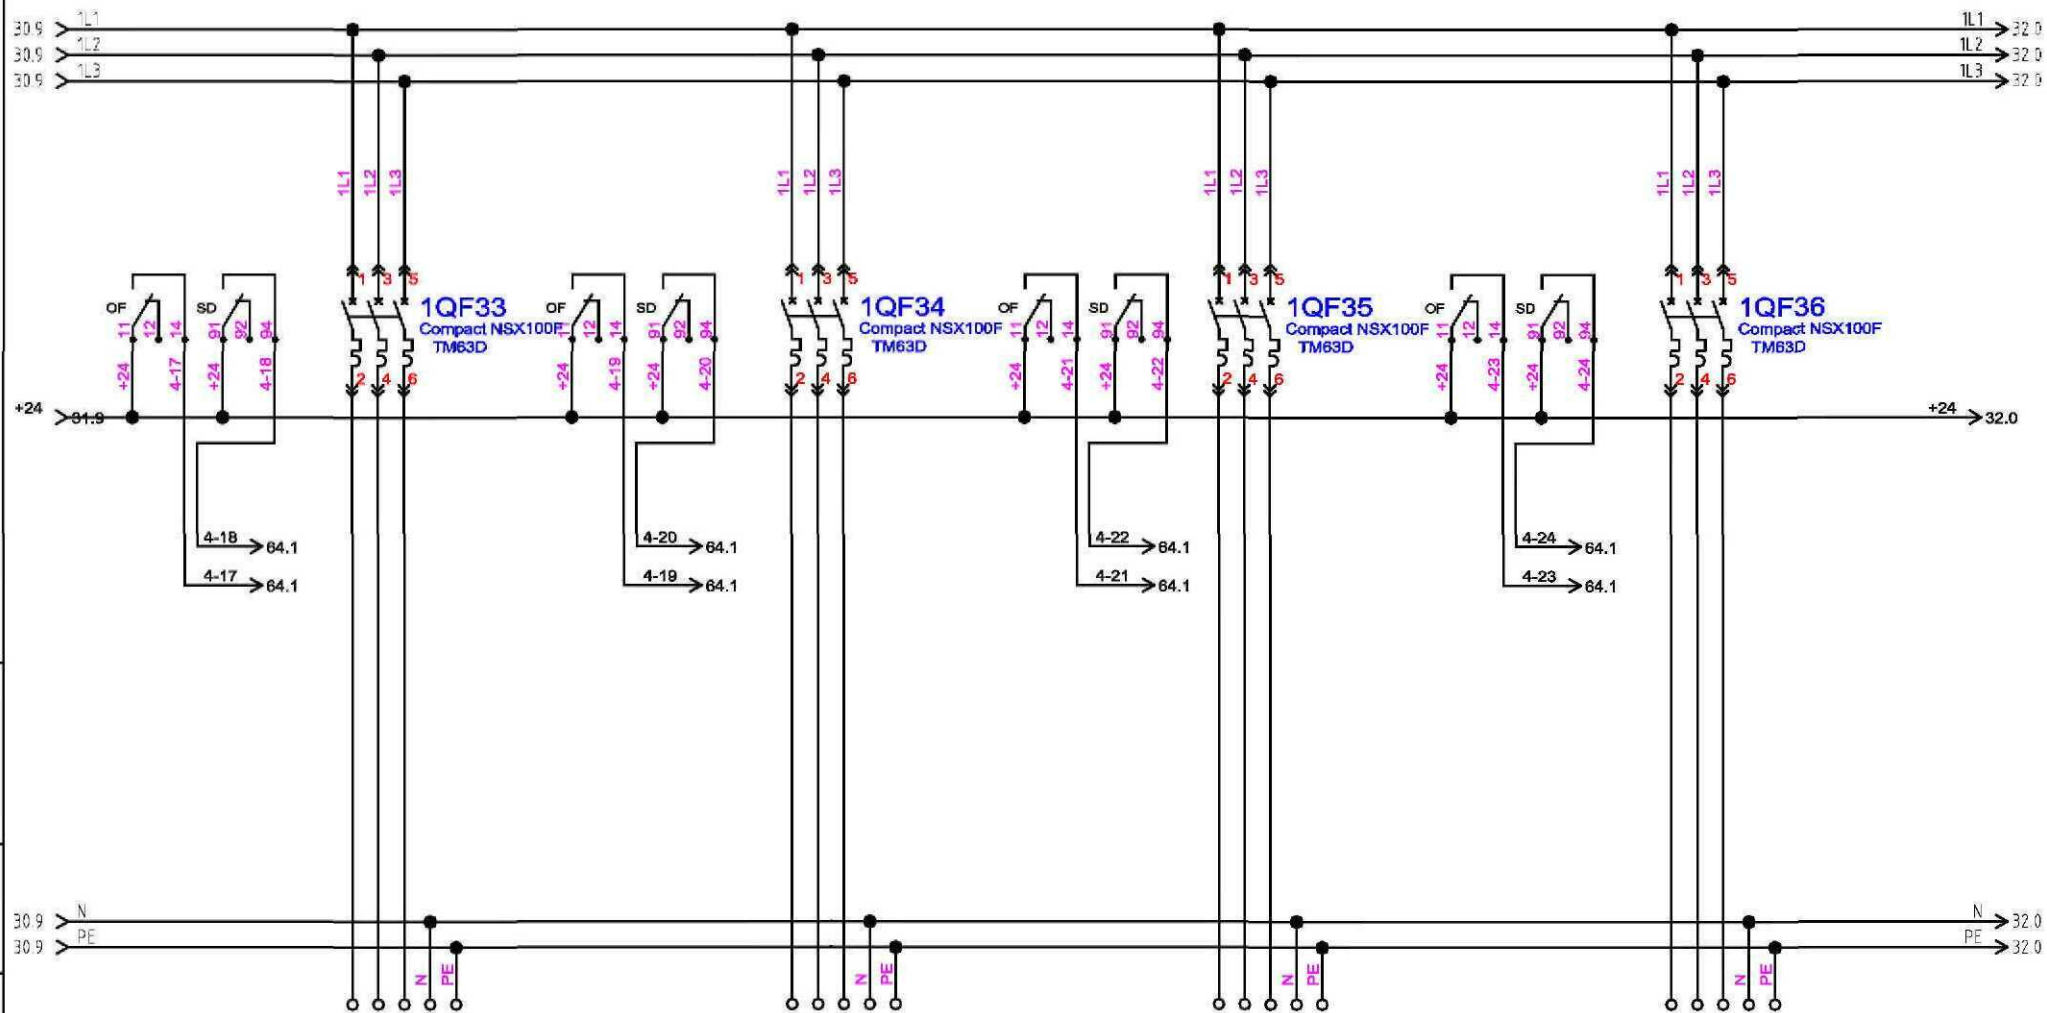 30.9 1L1 1L1 32.0
30.9 1L2 1L2 32.0
30.9 1L3 1L3 32.0
1L1 1L2 1L3 1L1 1L2 1L3 1L1 1L2 1L3 1L1 1L2 1L3
1 3 5 1 3 5 1 3 5 1 3 5
OF SD 1QF33 OF SD 1QF34 OF SD 1QF35 OF SD 1QF36
Compact NSX100F Compact NSX100F Compact NSX100F Compact NSX100F
TM63D TM63D TM63D TM63D
11 12 14 91 92 94 11 12 14 91 92 94 11 12 14 91 92 94 11 12 14 91 92 94
+24 4-17 +24 4-18 +24 4-19 +24 4-20 +24 4-21 +24 4-22 +24 4-23 +24 4-24
2 4 6 2 4 6 2 4 6 2 4 6
+24 31.9 +24 32.0
4-18 64.1 4-20 64.1 4-22 64.1 4-24 64.1
4-17 64.1 4-19 64.1 4-21 64.1 4-23 64.1
30.9 N N 32.0
30.9 PE PE 32.0
N PE N PE N PE N PE